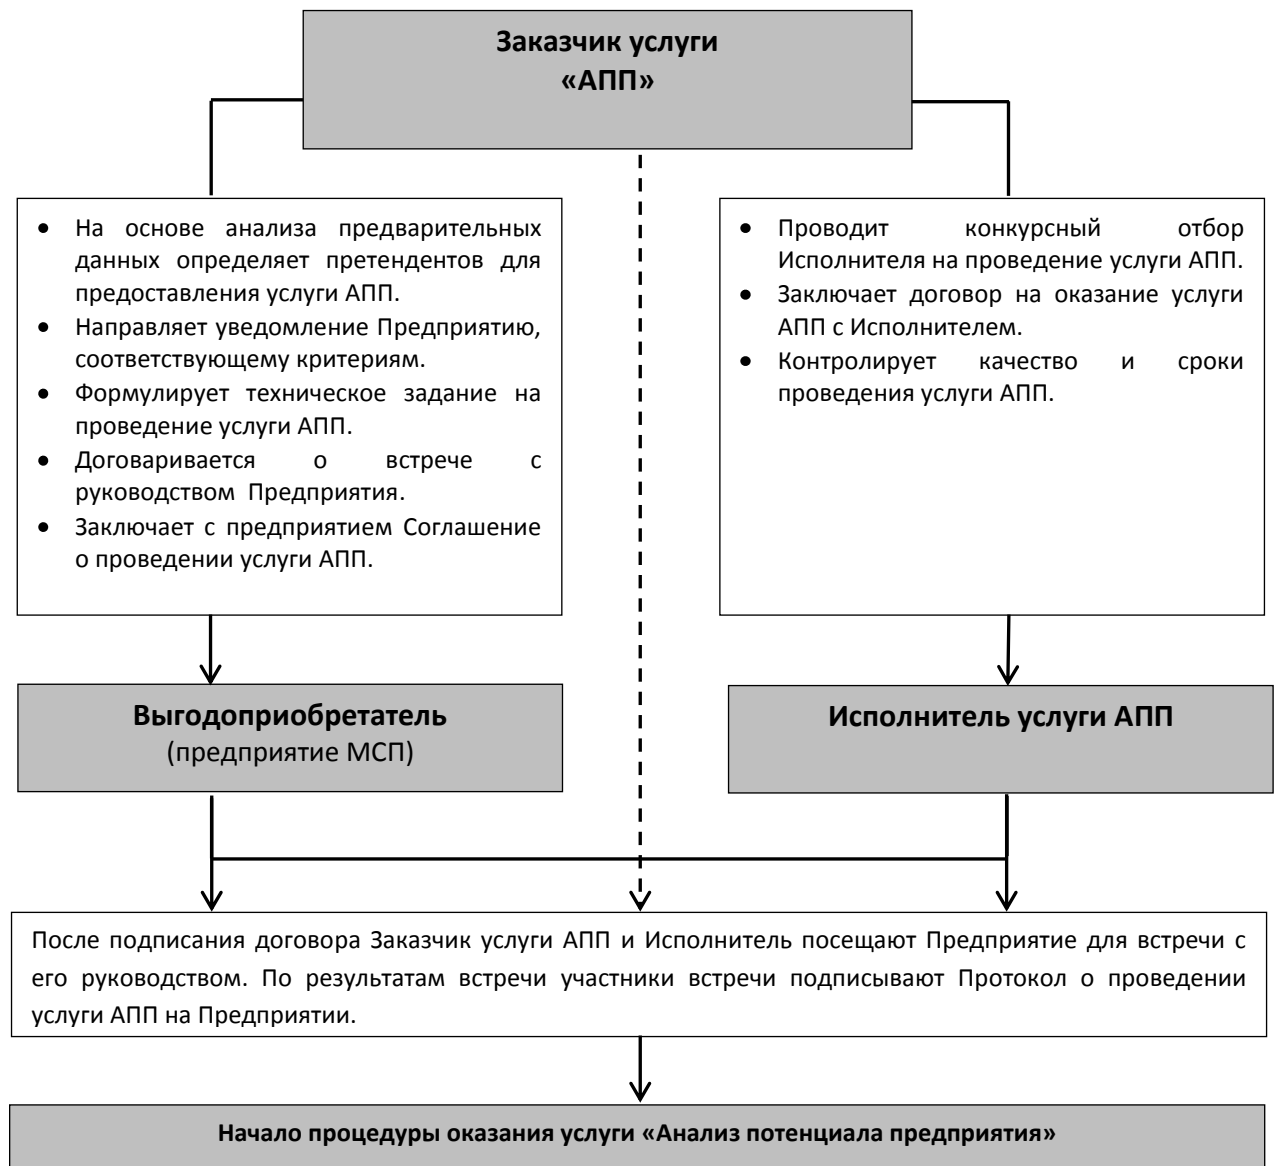 Заказчик услуги
«АПП»
• На основе анализа предварительных
данных определяет претендентов для
предоставления услуги АПП.
• Направляет уведомление Предприятию,
соответствующему критериям.
• Формулирует техническое задание на
проведение услуги АПП.
• Договаривается о встрече с
руководством Предприятия.
• Заключает с предприятием Соглашение
о проведении услуги АПП.
• Проводит конкурсный отбор
Исполнителя на проведение услуги АПП.
• Заключает договор на оказание услуги
АПП с Исполнителем.
• Контролирует качество и сроки
проведения услуги АПП.
Выгодоприобретатель
(предприятие МСП)
Исполнитель услуги АПП
После подписания договора Заказчик услуги АПП и Исполнитель посещают Предприятие для встречи с
его руководством. По результатам встречи участники встречи подписывают Протокол о проведении
услуги АПП на Предприятии.
Начало процедуры оказания услуги «Анализ потенциала предприятия»